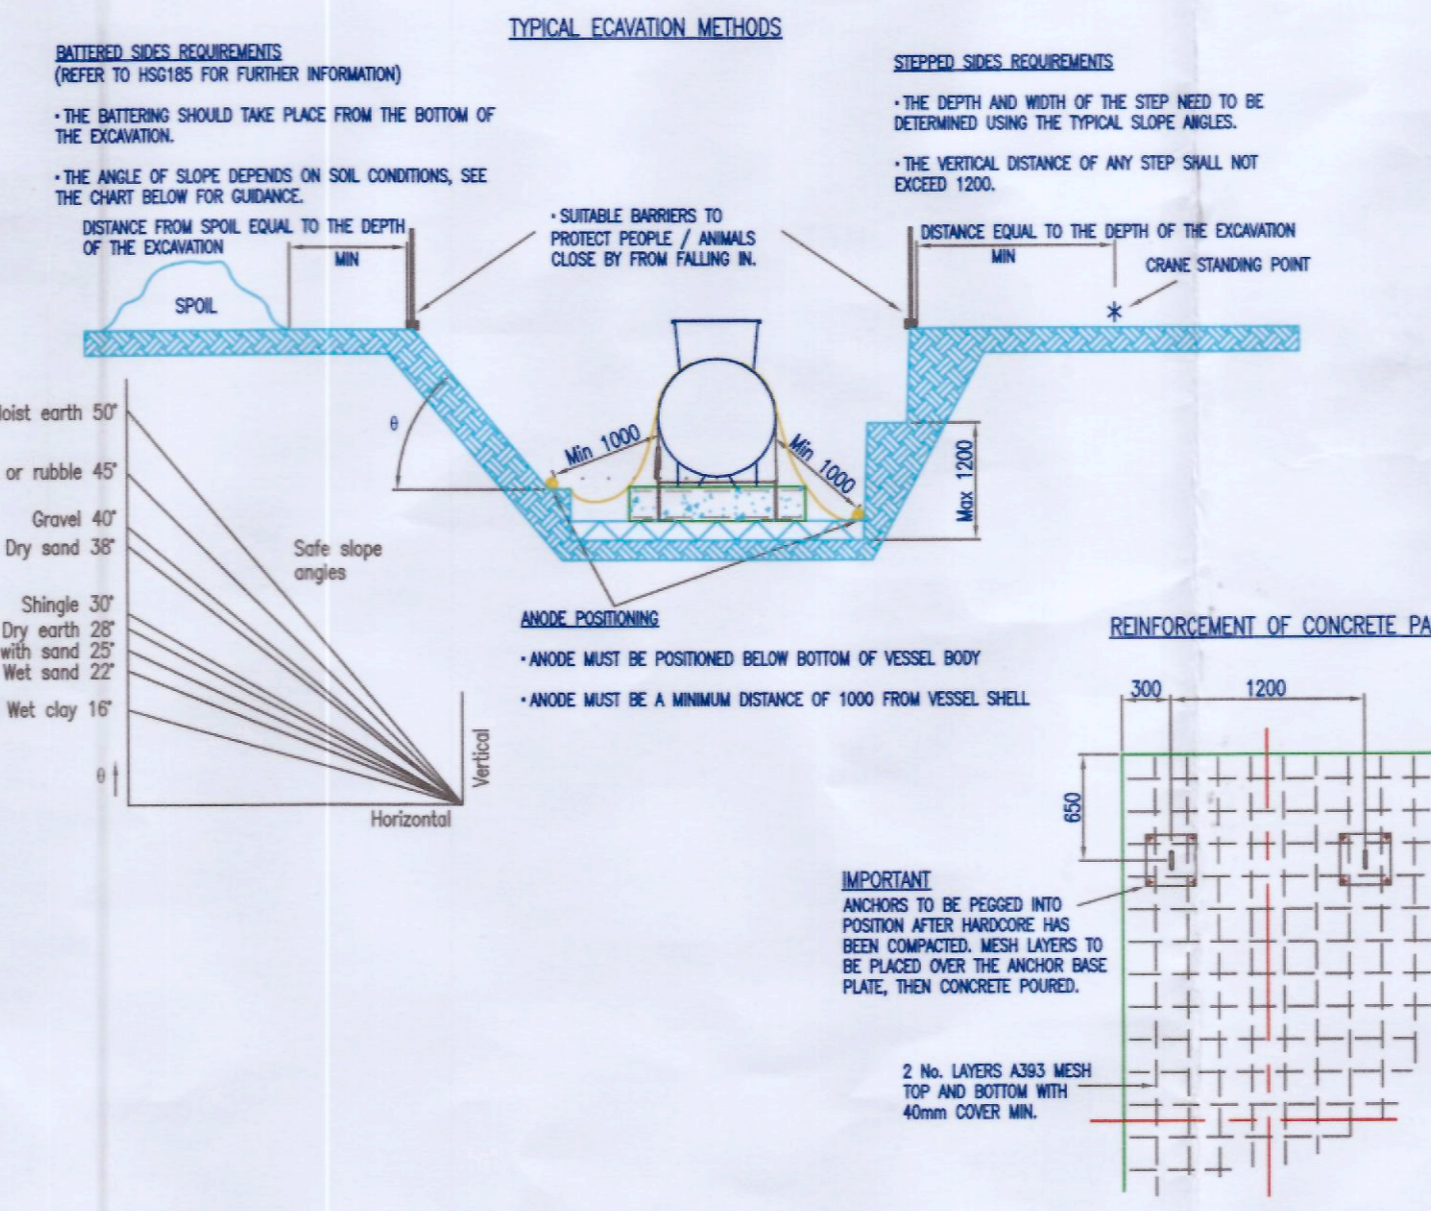 TYPICAL ECAVATION METHODS
BATTERED SIDES REQUIREMENTS
(REFER TO HSG185 FOR FURTHER INFORMATION)
• THE BATTERING SHOULD TAKE PLACE FROM THE BOTTOM OF
THE EXCAVATION.
• THE ANGLE OF SLOPE DEPENDS ON SOIL CONDITIONS, SEE
THE CHART BELOW FOR GUIDANCE.
DISTANCE FROM SPOIL EQUAL TO THE DEPTH
OF THE EXCAVATION
MIN
SPOIL
• SUITABLE BARRIERS TO
PROTECT PEOPLE / ANIMALS
CLOSE BY FROM FALLING IN.
STEPPED SIDES REQUIREMENTS
• THE DEPTH AND WIDTH OF THE STEP NEED TO BE
DETERMINED USING THE TYPICAL SLOPE ANGLES.
• THE VERTICAL DISTANCE OF ANY STEP SHALL NOT
EXCEED 1200.
DISTANCE EQUAL TO THE DEPTH OF THE EXCAVATION
MIN
CRANE STANDING POINT
*
θ
Min 1000
Min 1000
Max 1200
oist earth 50°
or rubble 45°
Gravel 40°
Dry sand 38°
Shingle 30°
Dry earth 28°
with sand 25°
Wet sand 22°
Wet clay 16°
θ
Safe slope
angles
Vertical
Horizontal
ANODE POSITIONING
• ANODE MUST BE POSITIONED BELOW BOTTOM OF VESSEL BODY
• ANODE MUST BE A MINIMUM DISTANCE OF 1000 FROM VESSEL SHELL
REINFORCEMENT OF CONCRETE PA
300
1200
650
IMPORTANT
ANCHORS TO BE PEGGED INTO
POSITION AFTER HARDCORE HAS
BEEN COMPACTED. MESH LAYERS TO
BE PLACED OVER THE ANCHOR BASE
PLATE, THEN CONCRETE POURED.
2 No. LAYERS A393 MESH
TOP AND BOTTOM WITH
40mm COVER MIN.